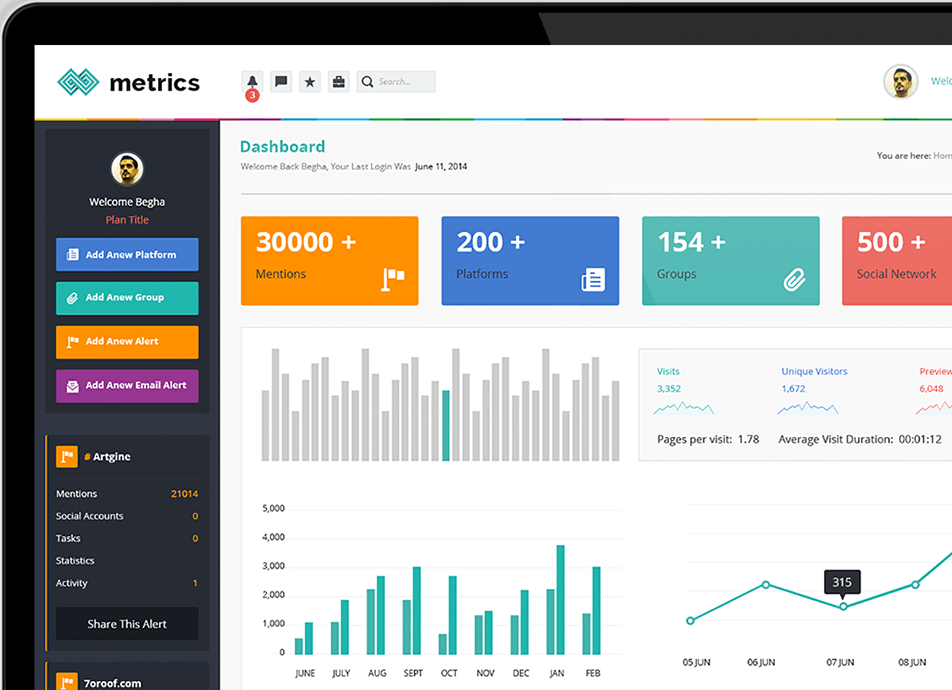 metrics
3
Search...
Dashboard
Welcome Back Begha, Your Last Login Was June 11, 2014
You are here:
Welcome Begha
Plan Title
Add Anew Platform
Add Anew Group
Add Anew Alert
Add Anew Email Alert
30000 +
Mentions
200 +
Platforms
154 +
Groups
500 +
Social Network
Visits
3,352
Unique Visitors
1,672
Preview
6,048
Pages per visit: 1.78
Average Visit Duration: 00:01:12
# Artgine
Mentions 21014
Social Accounts 0
Tasks 0
Statistics
Activity 1
Share This Alert
7oroof.com
5,000
4,000
3,000
2,000
1,000
0
JUNE JULY AUG SEPT OCT NOV DEC JAN FEB
315
05 JUN 06 JUN 07 JUN 08 JUN